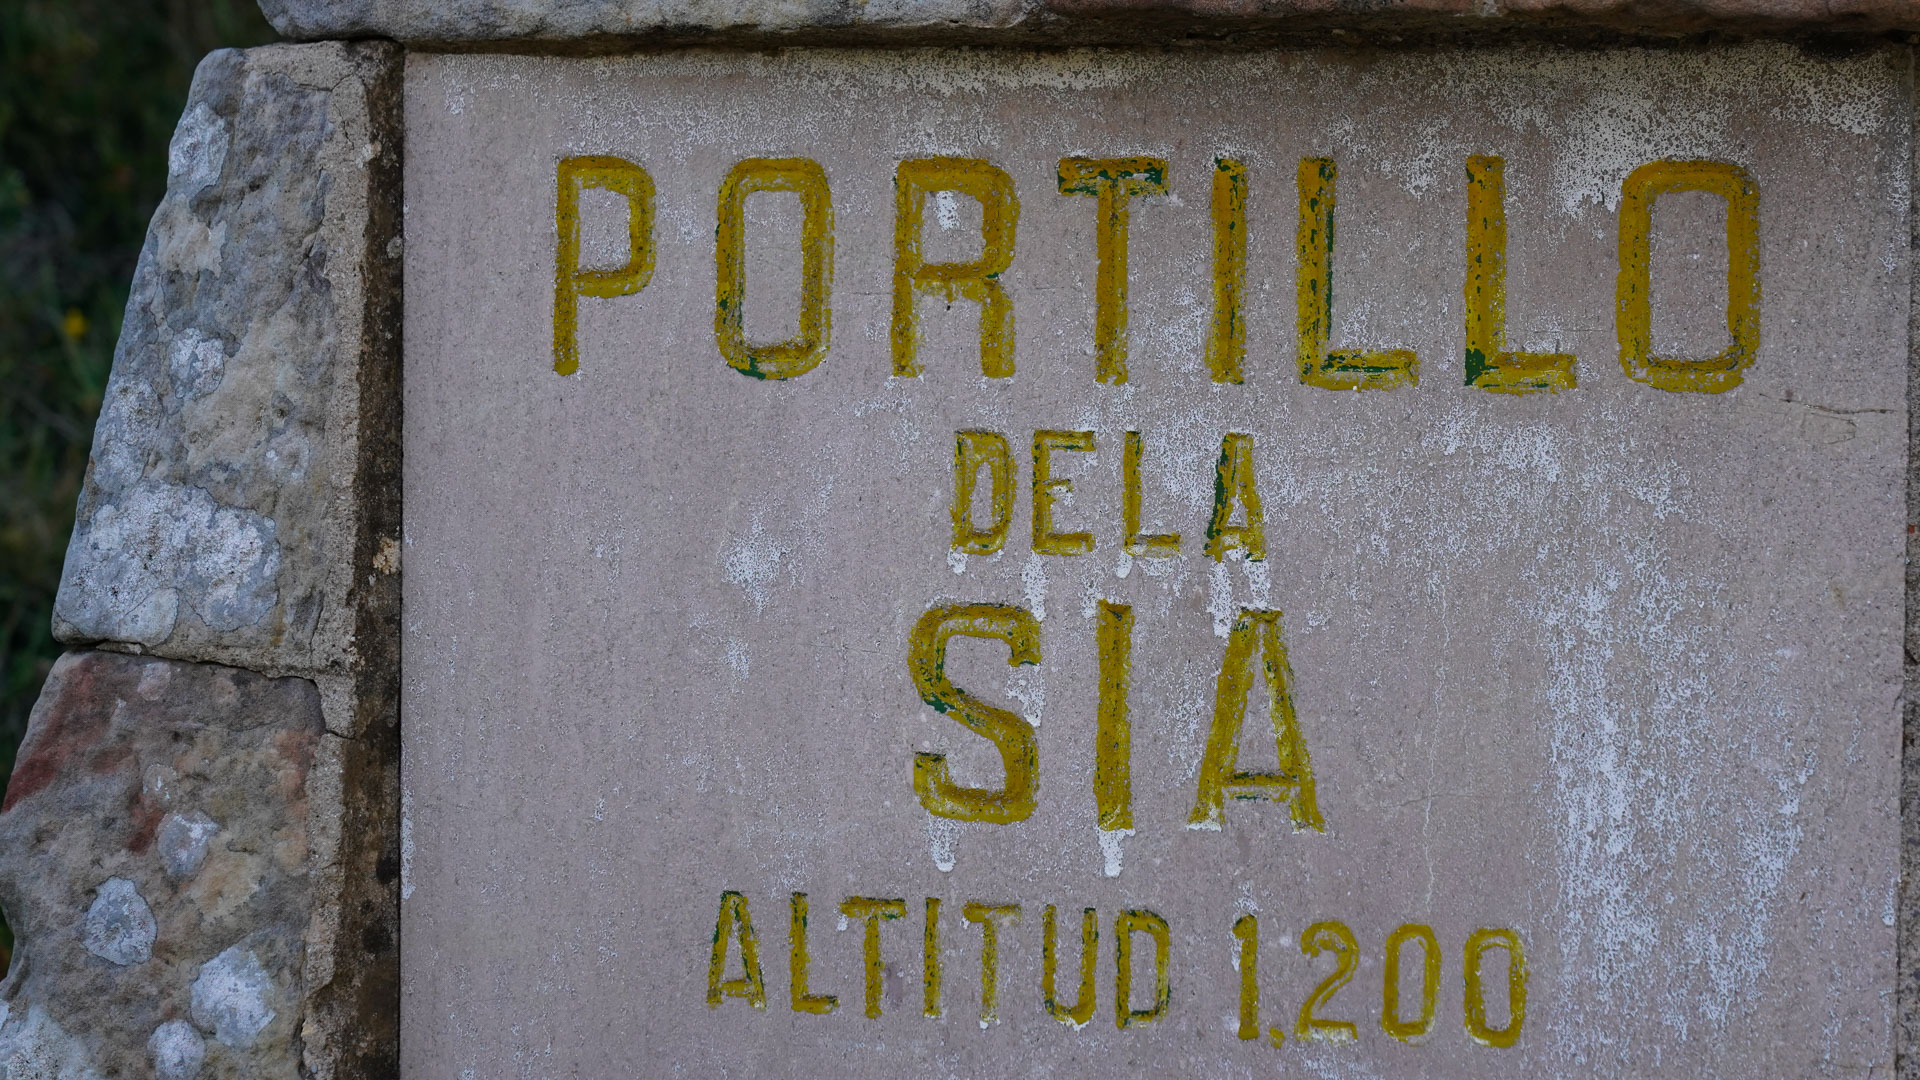 PORTILLO
DE LA
SIA
ALTITUD 1.200